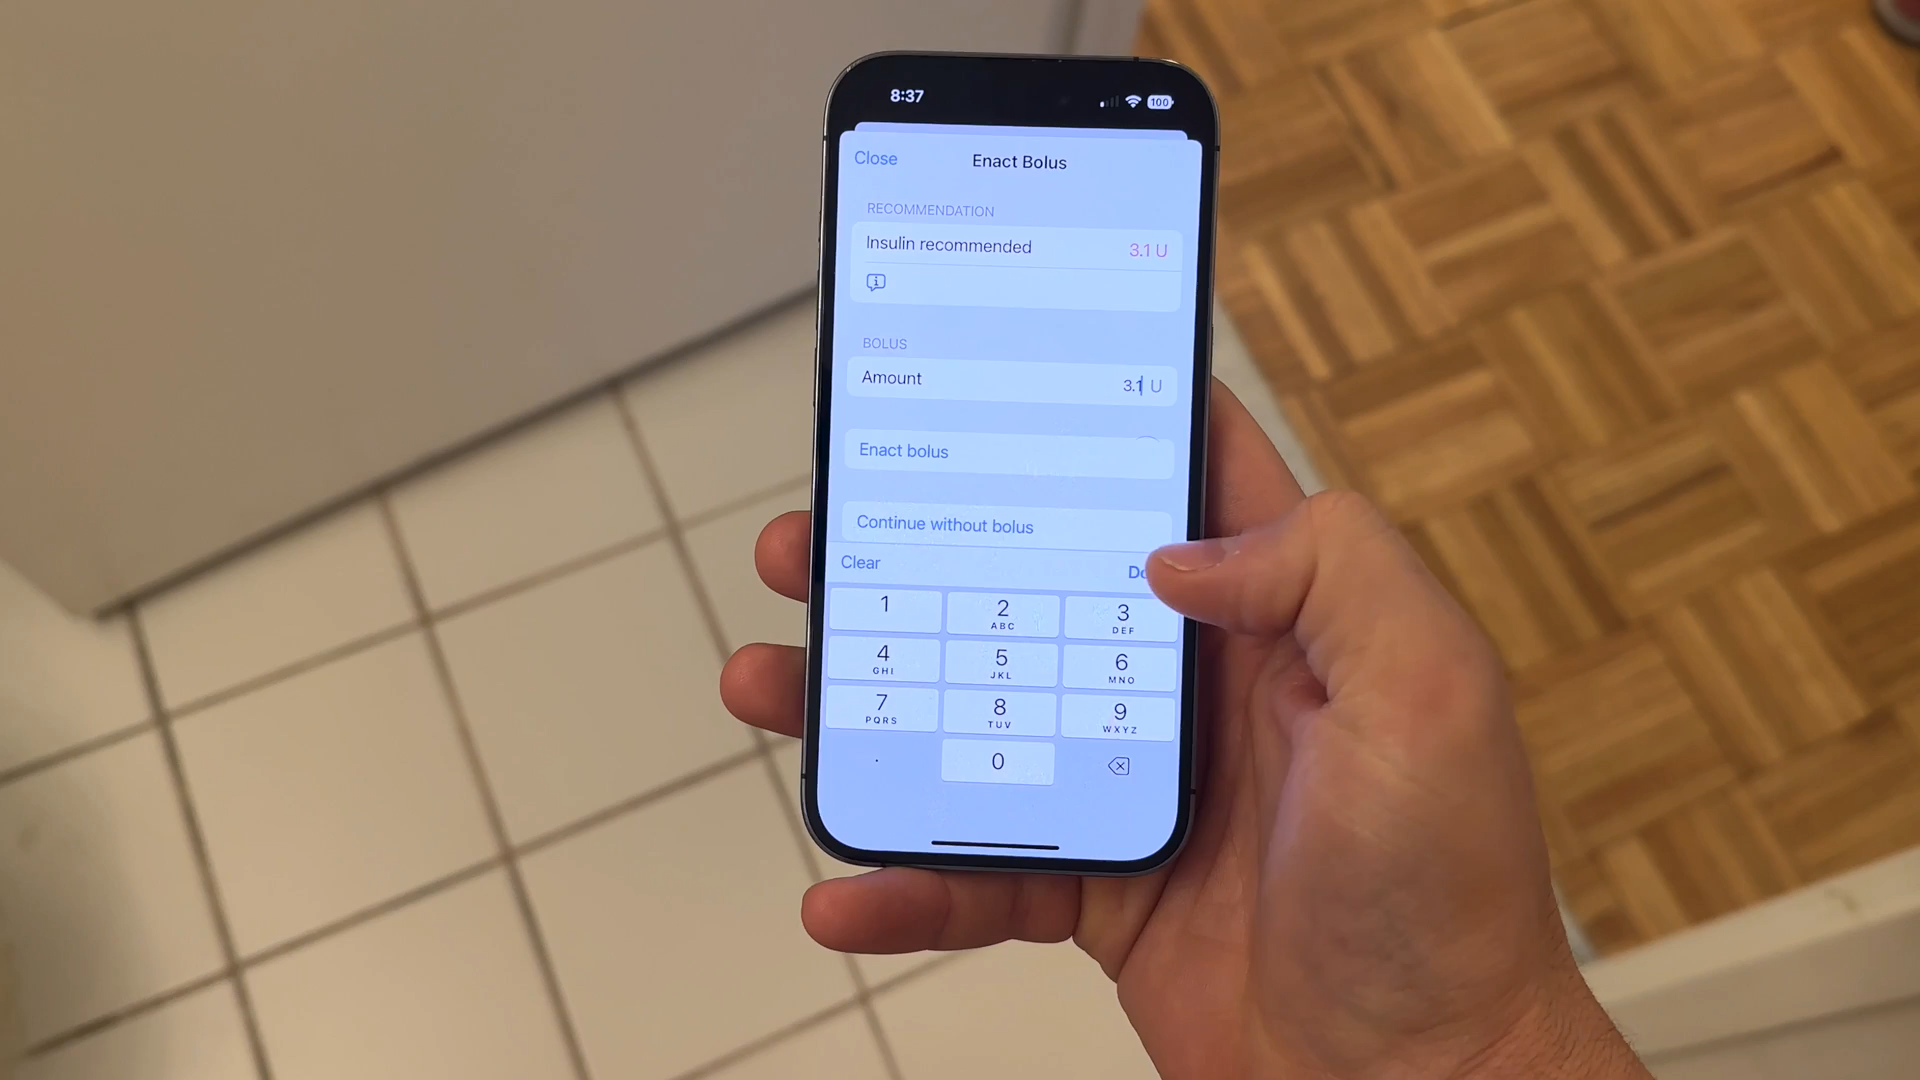 8:37
100
Close
Enact Bolus
RECOMMENDATION
Insulin recommended 3.1 U
BOLUS
Amount 3.1 U
Enact bolus
Continue without bolus
Clear Do
1 2 ABC 3 DEF
4 GHI 5 JKL 6 MNO
7 PQRS 8 TUV 9 WXYZ
. 0